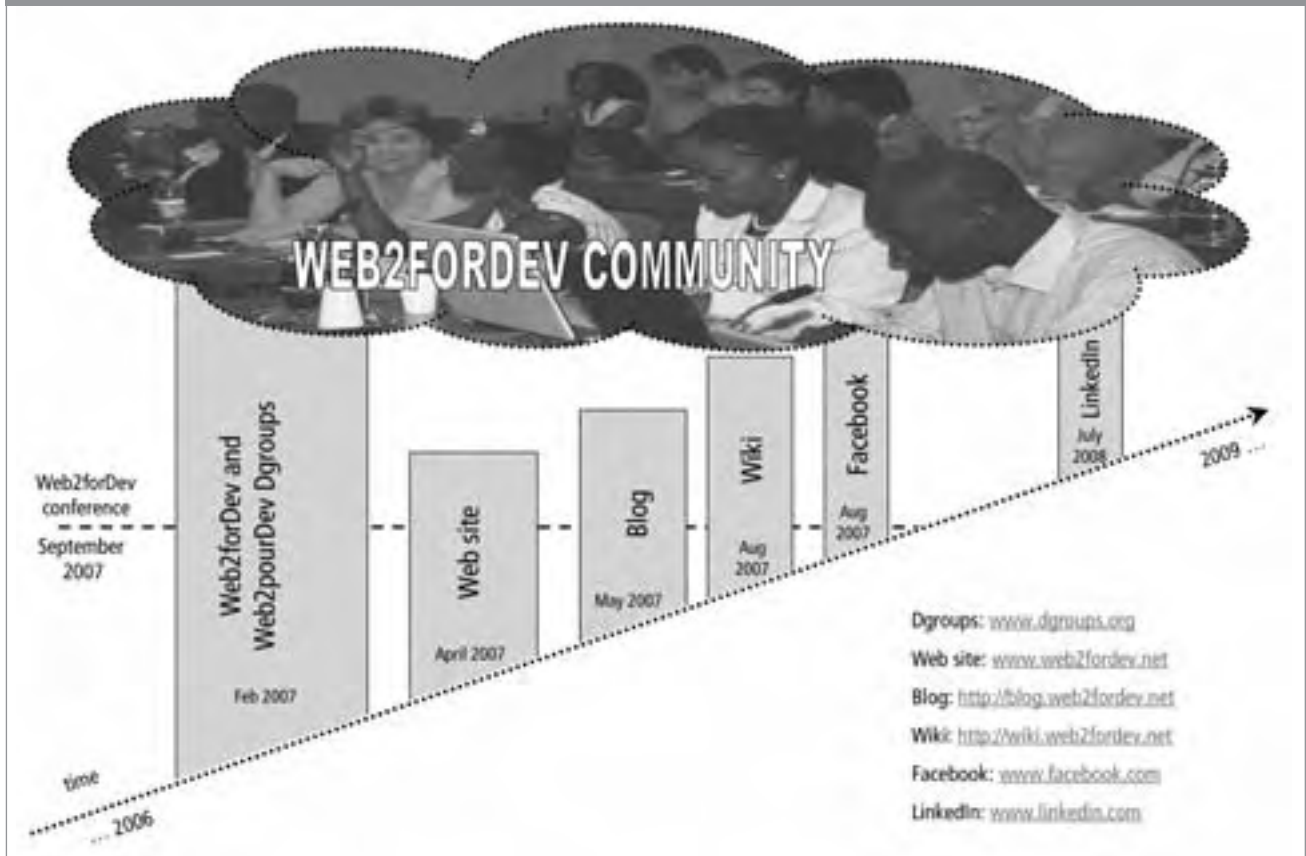 WEB2FORDEV COMMUNITY
Web2forDev
conference
September
2007
Web2forDev and
Web2pourDev Dgroups
Feb 2007
Web site
April 2007
Blog
May 2007
Wiki
Aug
2007
Facebook
Aug
2007
LinkedIn
July
2008
time
... 2006
2009 ...
Dgroups: www.dgroups.org
Web site: www.web2fordev.net
Blog: http://blog.web2fordev.net
Wiki: http://wiki.web2fordev.net
Facebook: www.facebook.com
LinkedIn: www.linkedin.com